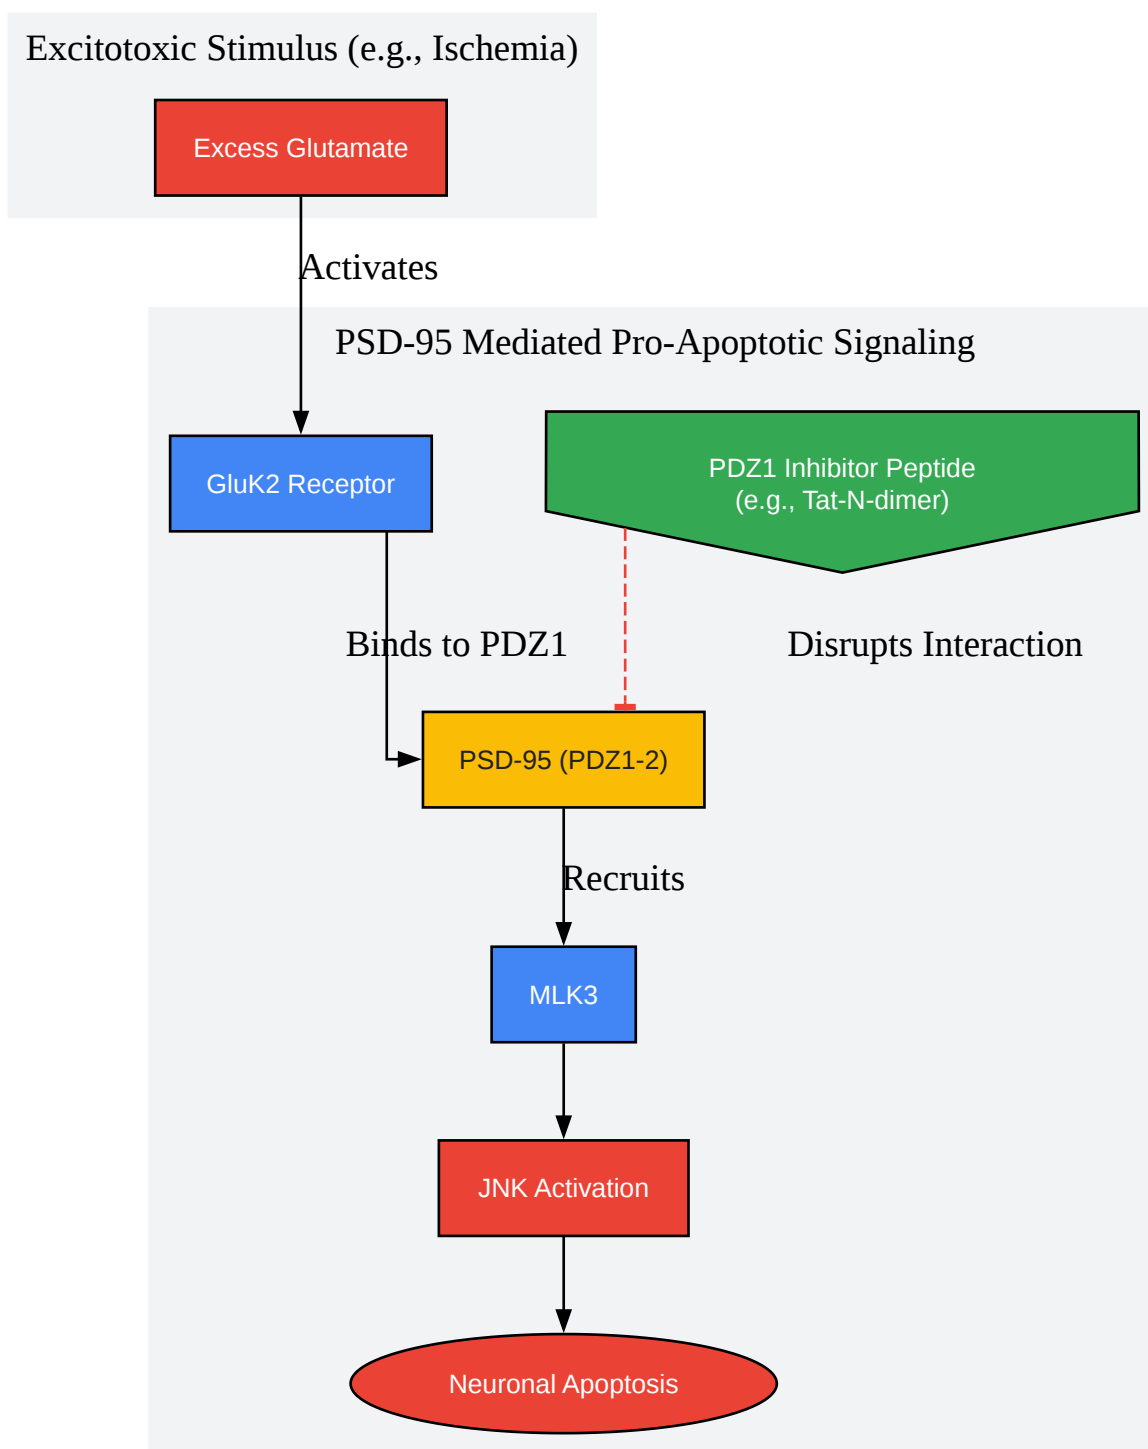 Excitotoxic Stimulus (e.g., Ischemia)
Excess Glutamate
Activates
PSD-95 Mediated Pro-Apoptotic Signaling
GluK2 Receptor
PDZ1 Inhibitor Peptide
(e.g., Tat-N-dimer)
Binds to PDZ1
Disrupts Interaction
PSD-95 (PDZ1-2)
Recruits
MLK3
JNK Activation
Neuronal Apoptosis